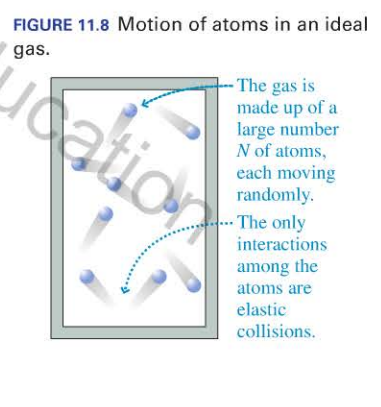 FIGURE 11.8 Motion of atoms in an ideal
gas.
ucation
The gas is
made up of a
large number
N of atoms,
each moving
randomly.
The only
interactions
among the
atoms are
elastic
collisions.